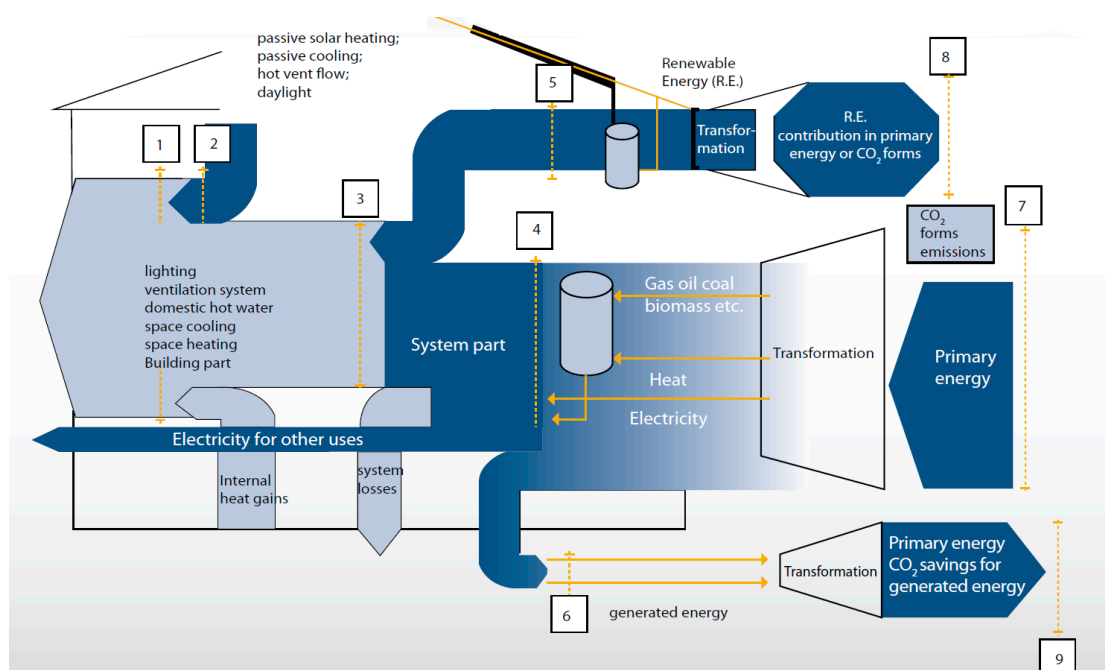 passive solar heating;
passive cooling;
hot vent flow;
daylight
1
2
3
4
5
Renewable
Energy (R.E.)
Transfor-
mation
R.E.
contribution in primary
energy or CO₂ forms
8
7
CO₂
forms
emissions
lighting
ventilation system
domestic hot water
space cooling
space heating
Building part
System part
Gas oil coal
biomass etc.
Heat
Electricity
Transformation
Primary
energy
Electricity for other uses
Internal
heat gains
system
losses
6
generated energy
Transformation
Primary energy
CO₂ savings for
generated energy
9